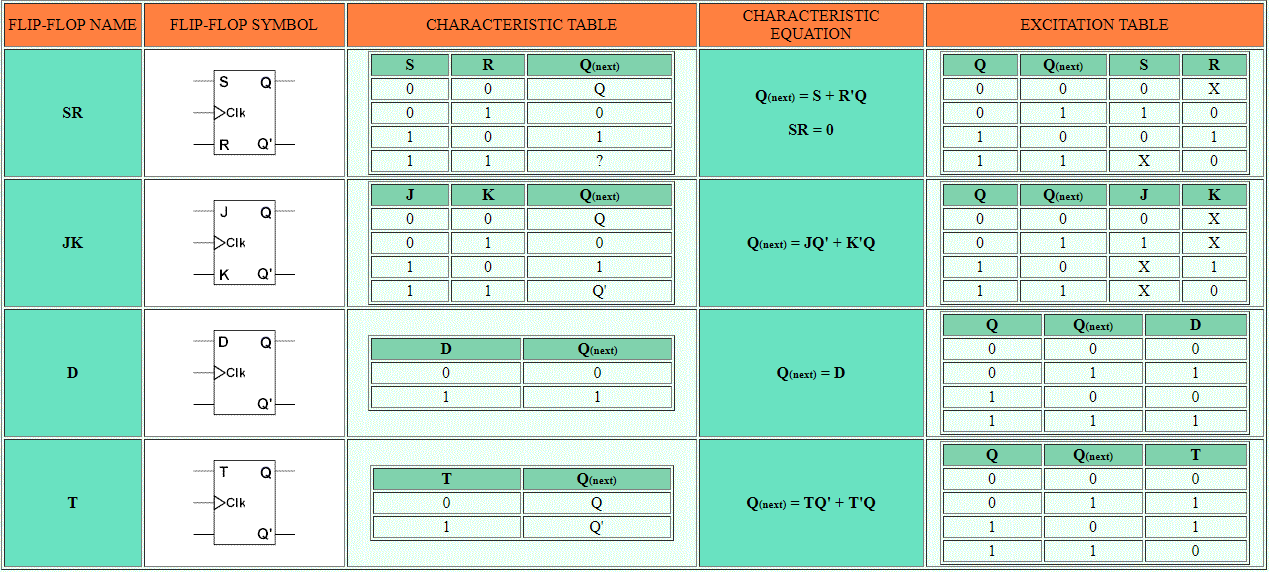 FLIP-FLOP NAME FLIP-FLOP SYMBOL CHARACTERISTIC TABLE CHARACTERISTIC EQUATION EXCITATION TABLE
SR
S Q
Clk
R Q'
S R Q(next)
0 0 Q
0 1 0
1 0 1
1 1 ?
Q(next) = S + R'Q
SR = 0
Q Q(next) S R
0 0 0 X
0 1 1 0
1 0 0 1
1 1 X 0
JK
J Q
Clk
K Q'
J K Q(next)
0 0 Q
0 1 0
1 0 1
1 1 Q'
Q(next) = JQ' + K'Q
Q Q(next) J K
0 0 0 X
0 1 1 X
1 0 X 1
1 1 X 0
D
D Q
Clk
Q'
D Q(next)
0 0
1 1
Q(next) = D
Q Q(next) D
0 0 0
0 1 1
1 0 0
1 1 1
T
T Q
Clk
Q'
T Q(next)
0 Q
1 Q'
Q(next) = TQ' + T'Q
Q Q(next) T
0 0 0
0 1 1
1 0 1
1 1 0